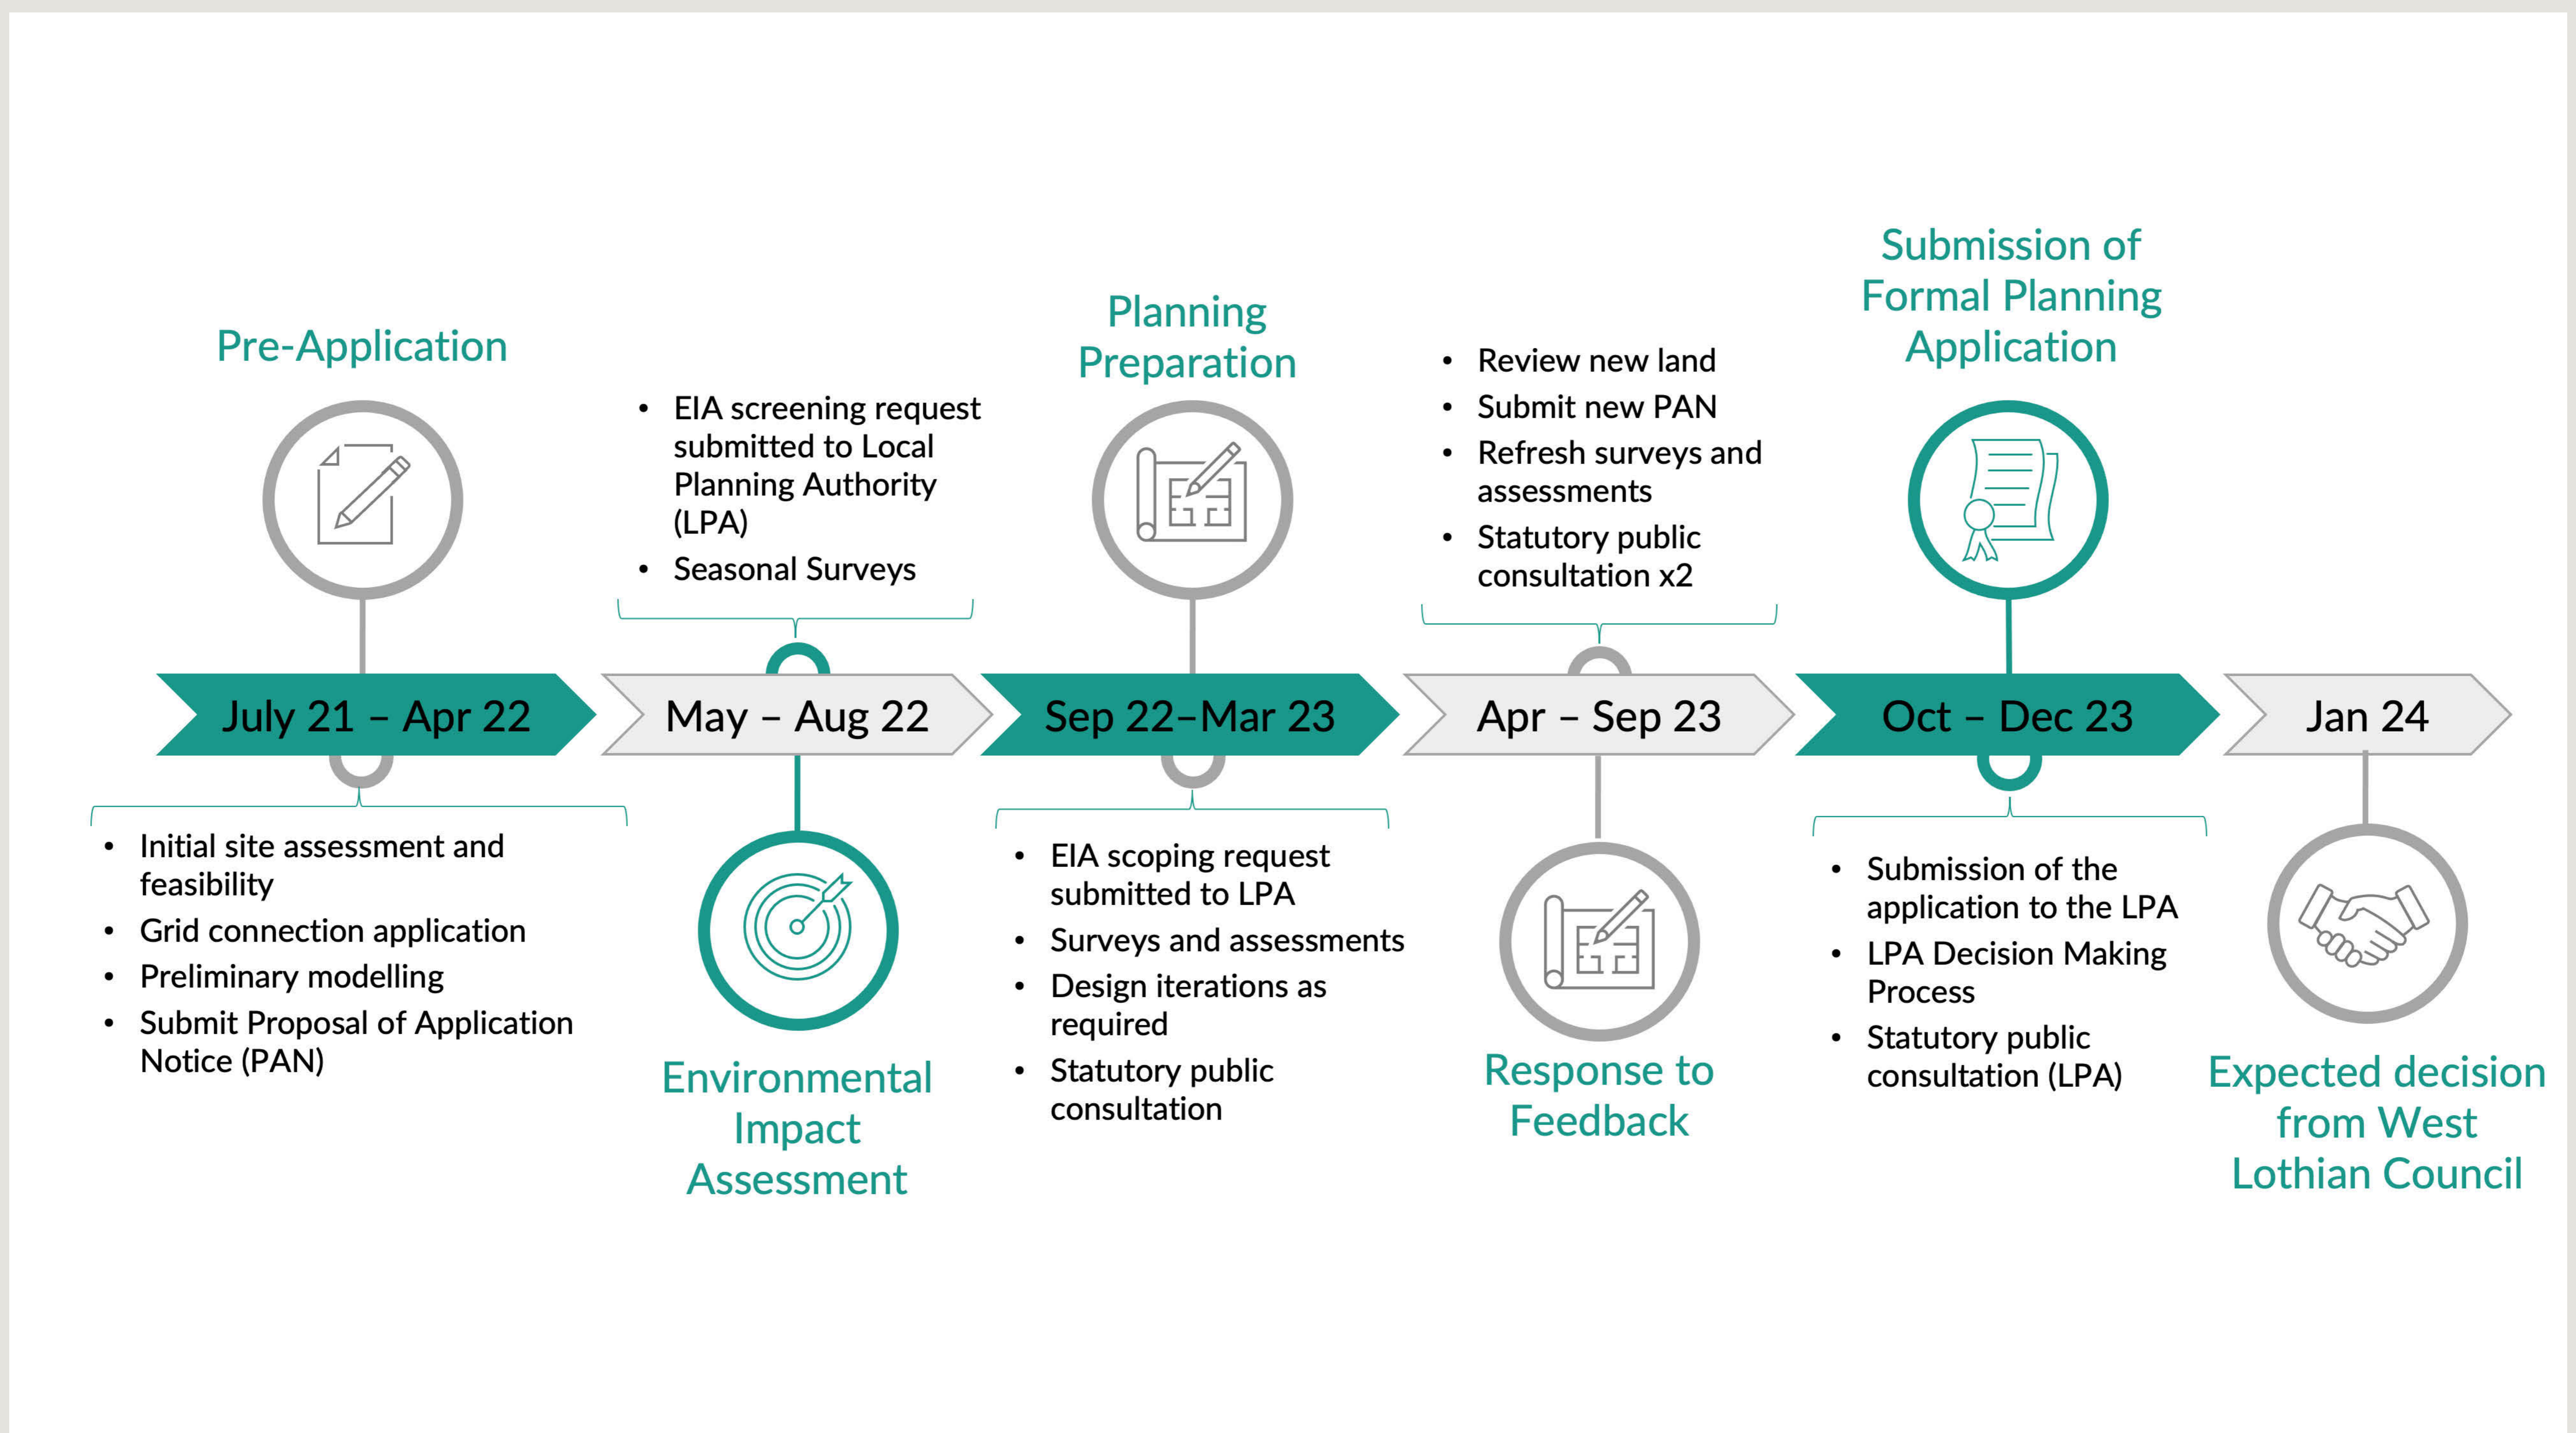 Pre-Application
July 21 – Apr 22
• Initial site assessment and
feasibility
• Grid connection application
• Preliminary modelling
• Submit Proposal of Application
Notice (PAN)
• EIA screening request
submitted to Local
Planning Authority
(LPA)
• Seasonal Surveys
May – Aug 22
Environmental
Impact
Assessment
Planning
Preparation
Sep 22–Mar 23
• EIA scoping request
submitted to LPA
• Surveys and assessments
• Design iterations as
required
• Statutory public
consultation
• Review new land
• Submit new PAN
• Refresh surveys and
assessments
• Statutory public
consultation x2
Apr – Sep 23
Response to
Feedback
Submission of
Formal Planning
Application
Oct – Dec 23
• Submission of the
application to the LPA
• LPA Decision Making
Process
• Statutory public
consultation (LPA)
Jan 24
Expected decision
from West
Lothian Council